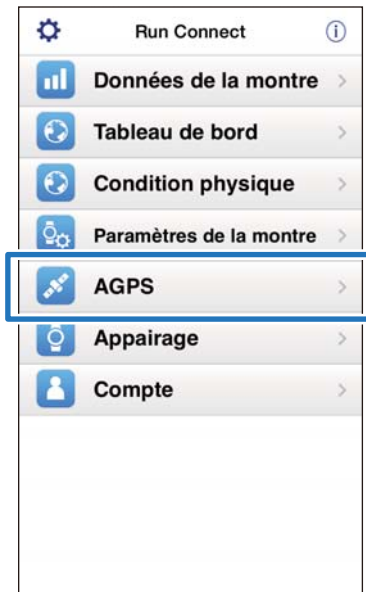 Run Connect
Données de la montre
Tableau de bord
Condition physique
Paramètres de la montre
AGPS
Appairage
Compte